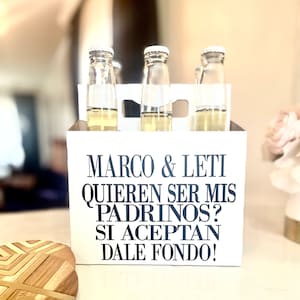 MARCO & LETI
QUIEREN SER MIS
PADRINOS?
SI ACEPTAN
DALE FONDO!